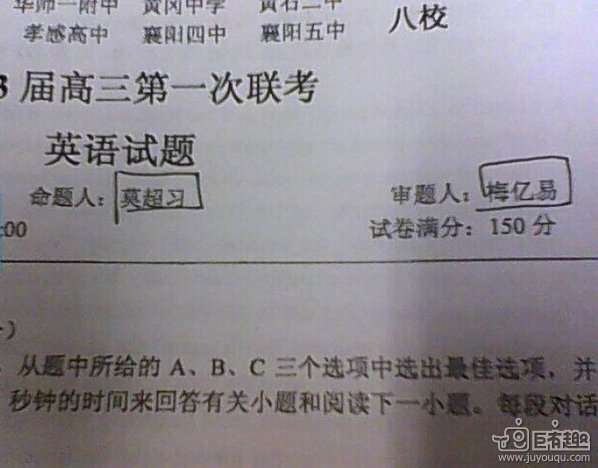 华师一附中 黄冈中学 黄石二中
孝感高中 襄阳四中 襄阳五中 八校
3 届高三第一次联考
英语试题
命题人：莫超习 审题人：梅亿易
:00 试卷满分：150 分
)
从题中所给的 A、B、C 三个选项中选出最佳选项，并
秒钟的时间来回答有关小题和阅读下一小题。每段对话
巨有趣
www.juyouqu.com